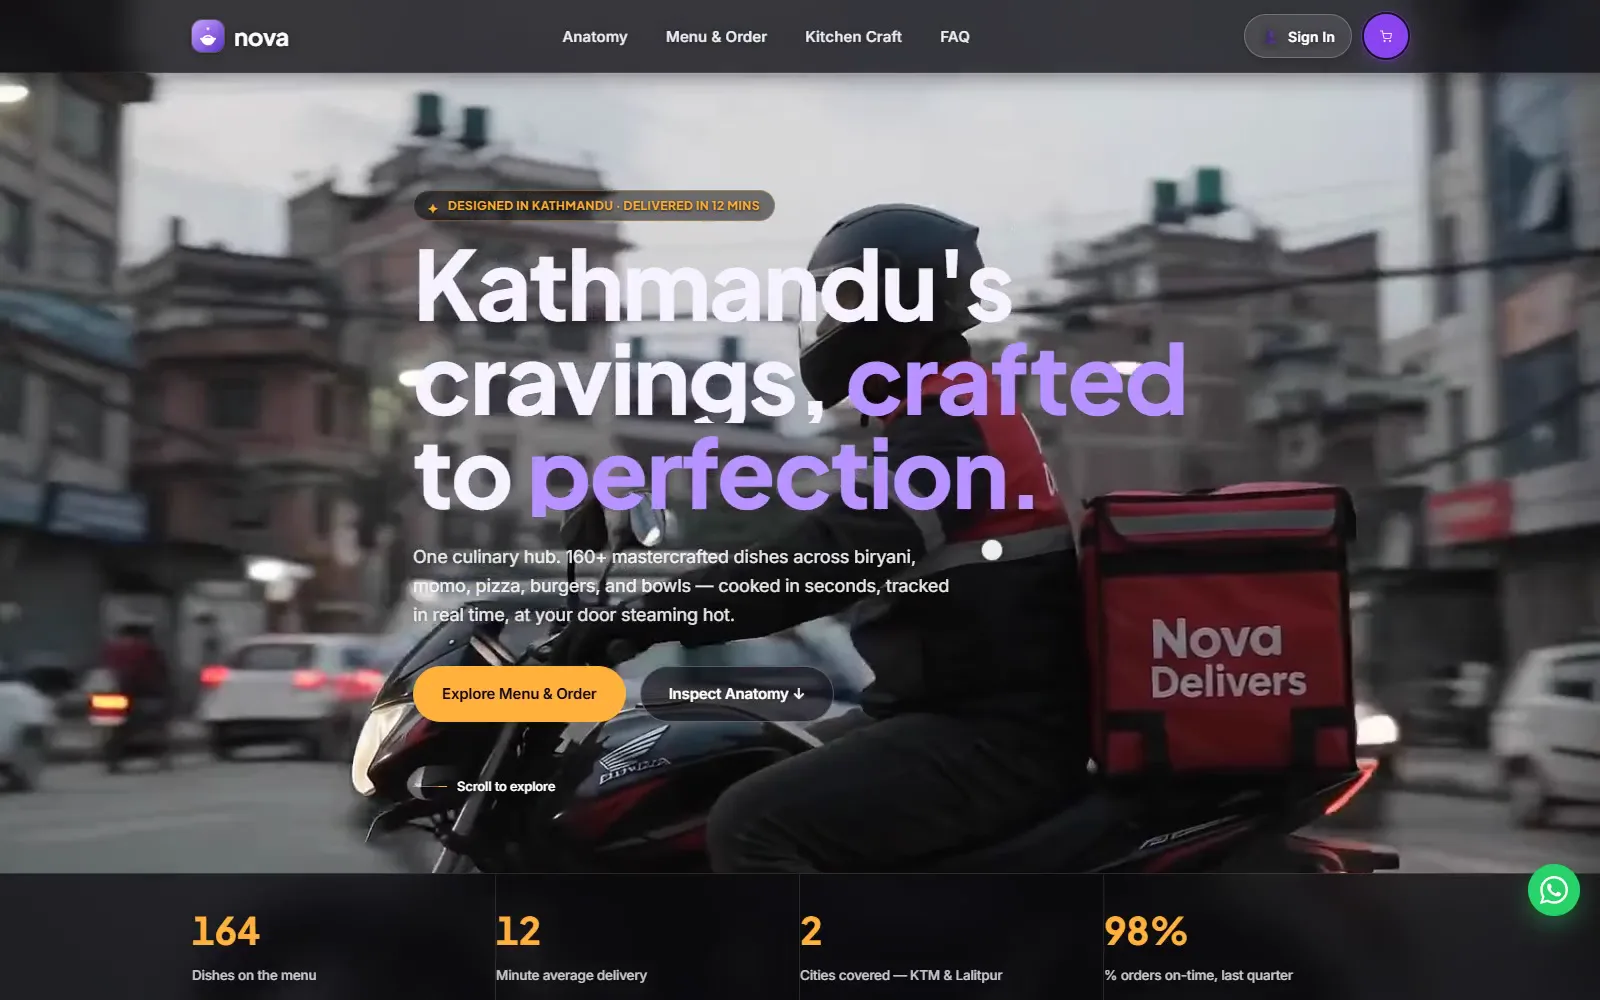 nova
Anatomy
Menu & Order
Kitchen Craft
FAQ
Sign In
DESIGNED IN KATHMANDU · DELIVERED IN 12 MINS
Kathmandu's
cravings, crafted
to perfection.
One culinary hub. 160+ mastercrafted dishes across biryani,
momo, pizza, burgers, and bowls — cooked in seconds, tracked
in real time, at your door steaming hot.
Explore Menu & Order
Inspect Anatomy ↓
Nova
Delivers
HONDA
Scroll to explore
164
Dishes on the menu
12
Minute average delivery
2
Cities covered — KTM & Lalitpur
98%
% orders on-time, last quarter